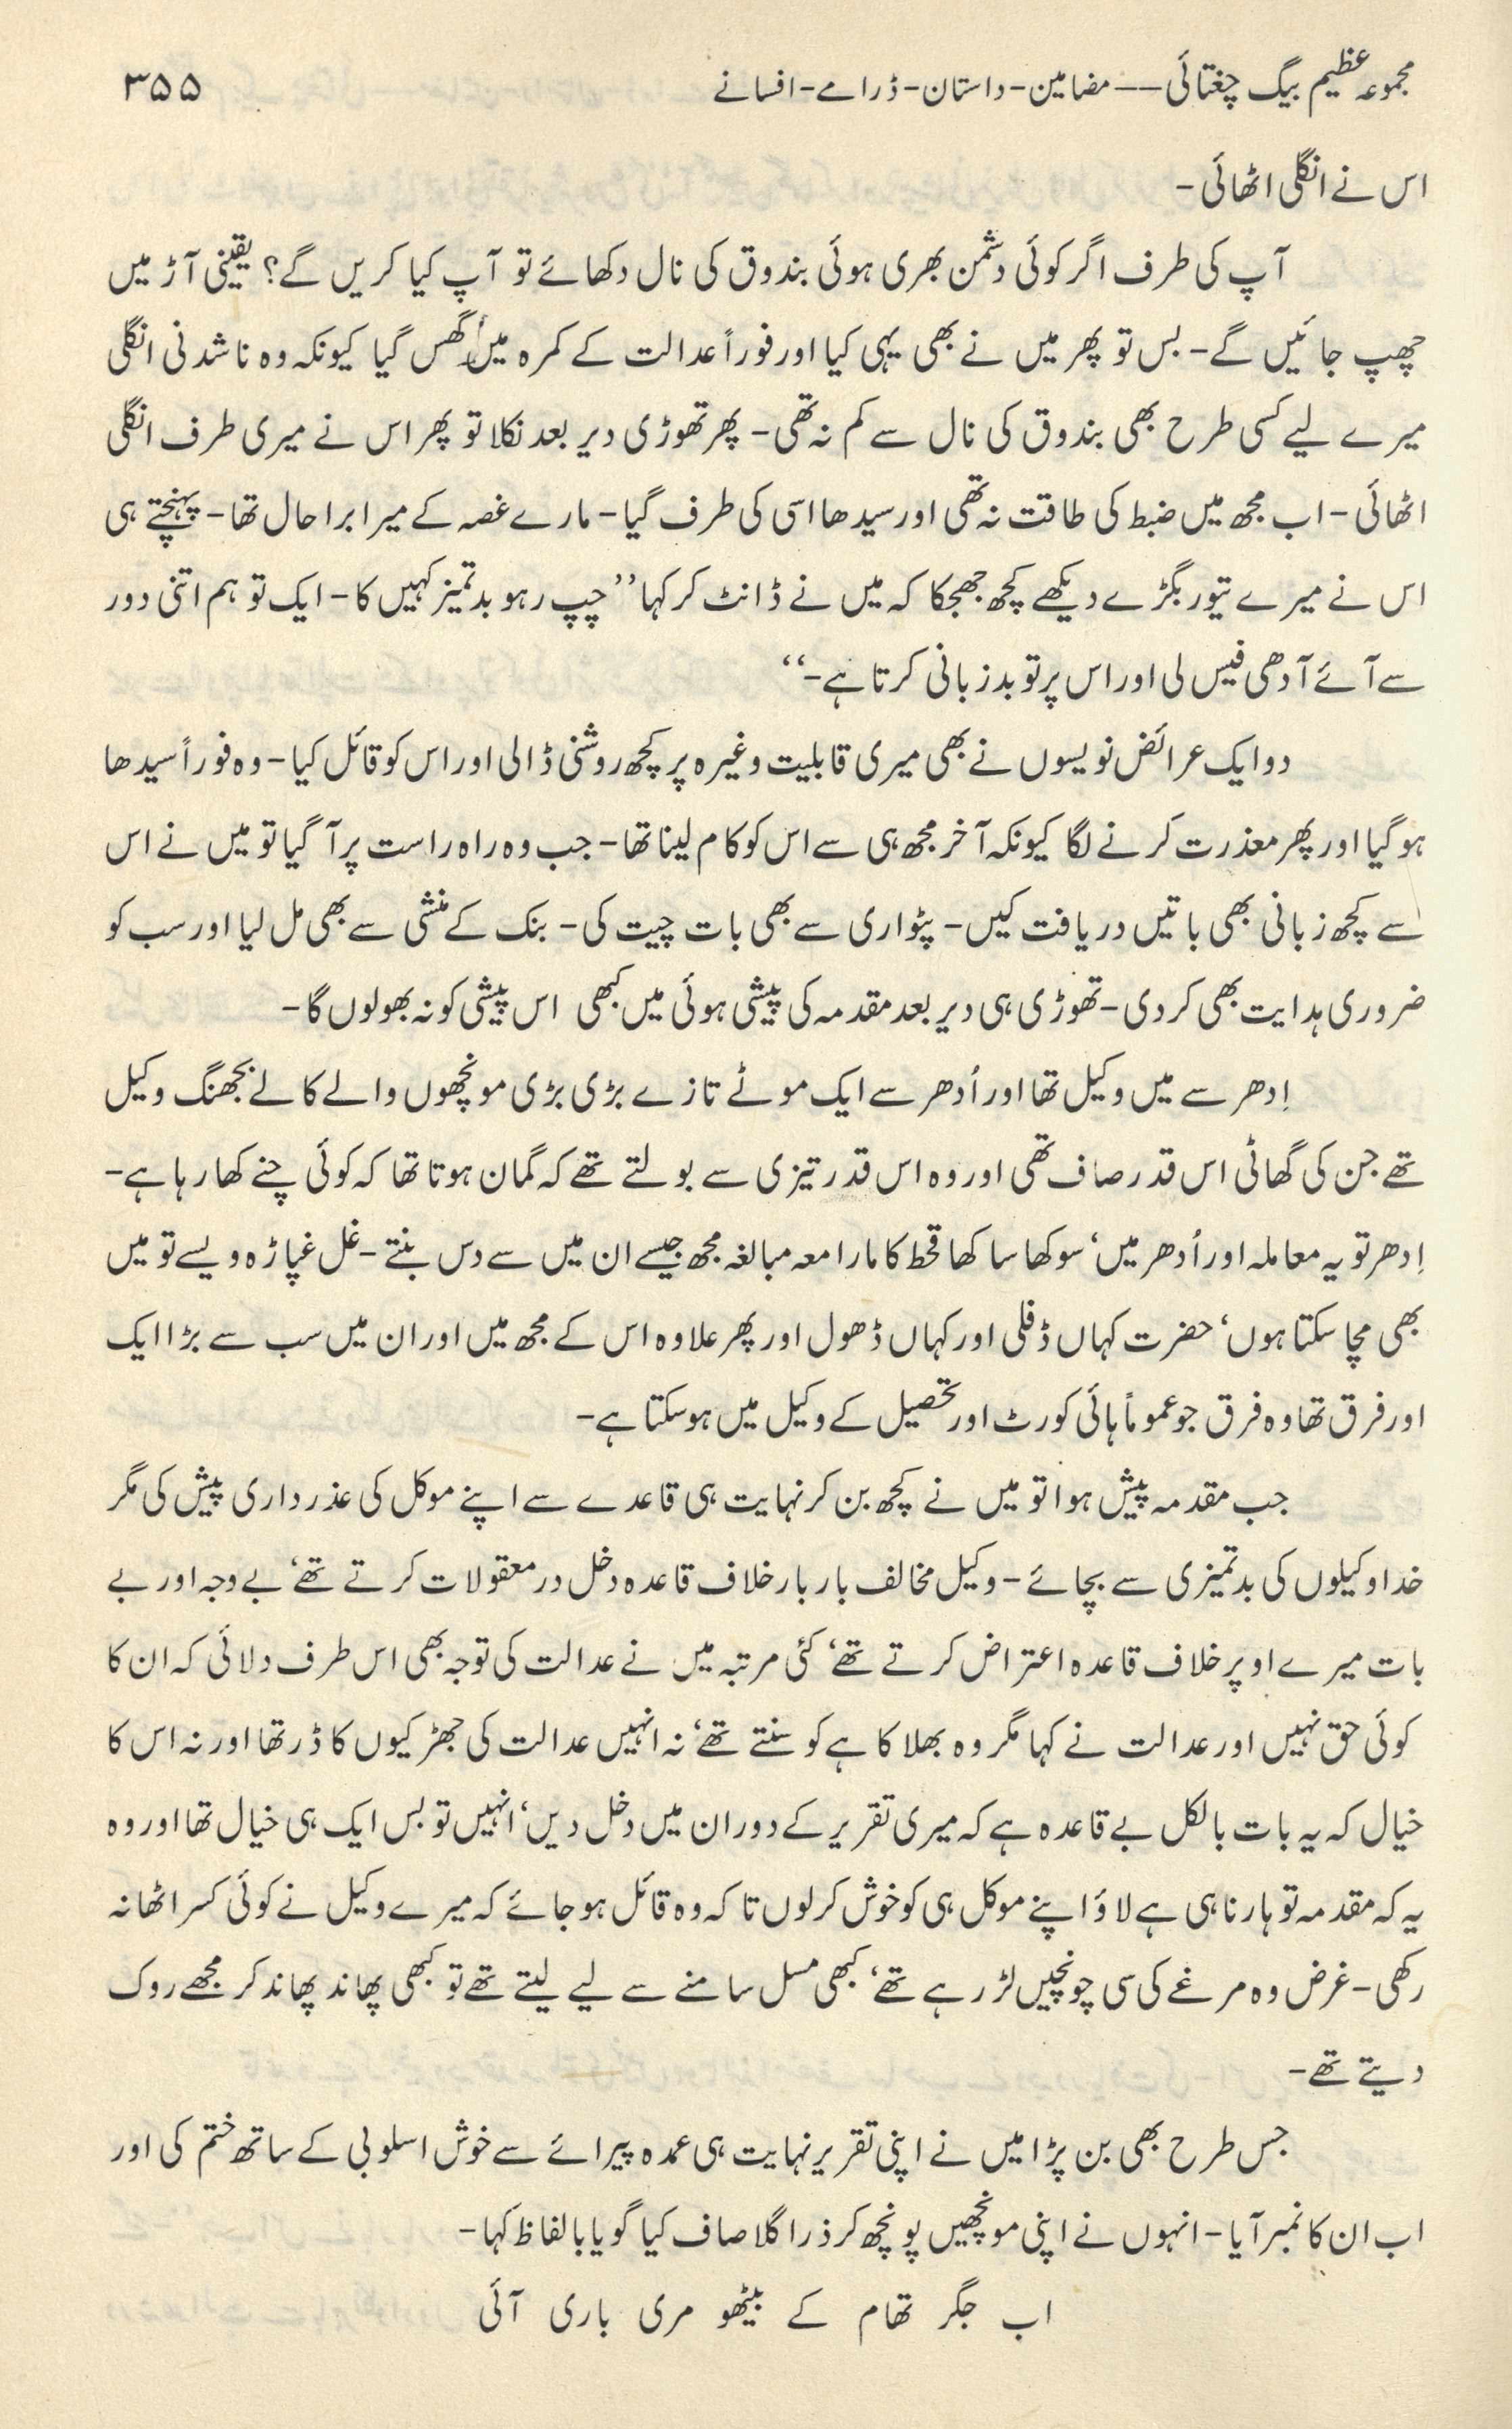 مجموعہ عظیم بیگ چغتائی —— مضامین - داستان - ڈرامے - افسانے ۳۵۵
اس نے انگلی اٹھائی -
آپ کی طرف اگر کوئی دشمن بھری ہوئی بندوق کی نال دکھائے تو آپ کیا کریں گے؟ یقینی آڑ میں
چھپ جائیں گے - بس تو پھر میں نے بھی یہی کیا اور فوراً عدالت کے کمرہ میں گھس گیا کیونکہ وہ ناشدنی انگلی
میرے لیے کسی طرح بھی بندوق کی نال سے کم نہ تھی - پھر تھوڑی دیر بعد نکلا تو پھر اس نے میری طرف انگلی
اٹھائی - اب مجھ میں ضبط کی طاقت نہ تھی اور سیدھا اسی کی طرف گیا - مارے غصہ کے میرا برا حال تھا - پہنچتے ہی
اس نے میرے تیور بگڑے دیکھے کچھ جھجکا کہ میں نے ڈانٹ کر کہا ’’چپ رہو بدتمیز کہیں کا - ایک تو ہم اتنی دور
سے آئے آدھی فیس لی اور اس پر تو بدزبانی کرتا ہے -‘‘
دو ایک عرائض نویسوں نے بھی میری قابلیت وغیرہ پر کچھ روشنی ڈالی اور اس کو قائل کیا - وہ فوراً سیدھا
ہو گیا اور پھر معذرت کرنے لگا کیونکہ آخر مجھ ہی سے اس کو کام لینا تھا - جب وہ راہ راست پر آ گیا تو میں نے اس
سے کچھ زبانی بھی باتیں دریافت کیں - پٹواری سے بھی بات چیت کی - بنک کے منشی سے بھی مل لیا اور سب کو
ضروری ہدایت بھی کر دی - تھوڑی ہی دیر بعد مقدمہ کی پیشی ہوئی میں کبھی اس پیشی کو نہ بھولوں گا -
اِدھر سے میں وکیل تھا اور اُدھر سے ایک موٹے تازے بڑی بڑی مونچھوں والے کالے بھجنگ وکیل
تھے جن کی گھاٹی اس قدر صاف تھی اور وہ اس قدر تیزی سے بولتے تھے کہ گمان ہوتا تھا کہ کوئی چنے کھا رہا ہے -
اِدھر تو یہ معاملہ اور اُدھر میں‘ سوکھا ساکھا قحط کا مارا معہ مبالغہ مجھ جیسے ان میں سے دس بنتے - غل غپاڑہ ویسے تو میں
بھی مچا سکتا ہوں‘ حضرت کہاں ڈفلی اور کہاں ڈھول اور پھر علاوہ اس کے مجھ میں اور ان میں سب سے بڑا ایک
اور فرق تھا وہ فرق جو عموماً ہائی کورٹ اور تحصیل کے وکیل میں ہو سکتا ہے -
جب مقدمہ پیش ہوا تو میں نے کچھ بن کر نہایت ہی قاعدے سے اپنے موکل کی عذرداری پیش کی مگر
خدا وکیلوں کی بدتمیزی سے بچائے - وکیل مخالف بار بار خلاف قاعدہ دخل در معقولات کرتے تھے‘ بے وجہ اور بے
بات میرے اوپر خلاف قاعدہ اعتراض کرتے تھے‘ کئی مرتبہ میں نے عدالت کی توجہ بھی اس طرف دلائی کہ ان کا
کوئی حق نہیں اور عدالت نے کہا مگر وہ بھلا کاہے کو سنتے تھے‘ نہ انہیں عدالت کی جھڑکیوں کا ڈر تھا اور نہ اس کا
خیال کہ یہ بات بالکل بے قاعدہ ہے کہ میری تقریر کے دوران میں دخل دیں‘ انہیں تو بس ایک ہی خیال تھا اور وہ
یہ کہ مقدمہ تو ہارنا ہی ہے لاؤ اپنے موکل ہی کو خوش کر لوں تا کہ وہ قائل ہو جائے کہ میرے وکیل نے کوئی کسر اٹھا نہ
رکھی - غرض وہ مرغے کی سی چونچیں لڑ رہے تھے‘ کبھی مسل سامنے سے لیے لیتے تھے تو کبھی پھاند پھاند کر مجھے روک
دیتے تھے -
جس طرح بھی بن پڑا میں نے اپنی تقریر نہایت ہی عمدہ پیرائے سے خوش اسلوبی کے ساتھ ختم کی اور
اب ان کا نمبر آیا - انہوں نے اپنی مونچھیں پونچھ کر ذرا گلا صاف کیا گویا بالفاظ کہا -
اب جگر تھام کے بیٹھو مری باری آئی